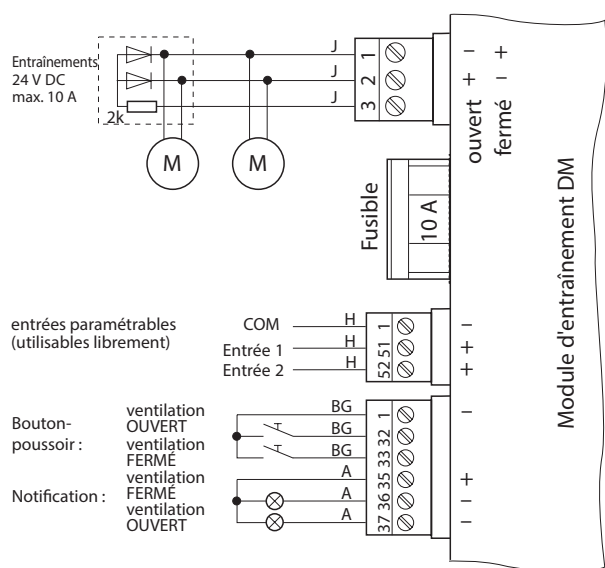 Entraînements
24 V DC
max. 10 A
2k
M
M
J
J
J
1
2
3
− +
+ −
ouvert
fermé
Fusible
10 A
Module d'entraînement DM
entrées paramétrables
(utilisables librement)
COM H 1 −
Entrée 1 H 51 +
Entrée 2 H 52 +
Bouton-
poussoir :
ventilation
OUVERT
ventilation
FERMÉ
BG 1 −
BG 32
BG 33
Notification :
ventilation
FERMÉ
ventilation
OUVERT
A 35 +
A 36 −
A 37 −